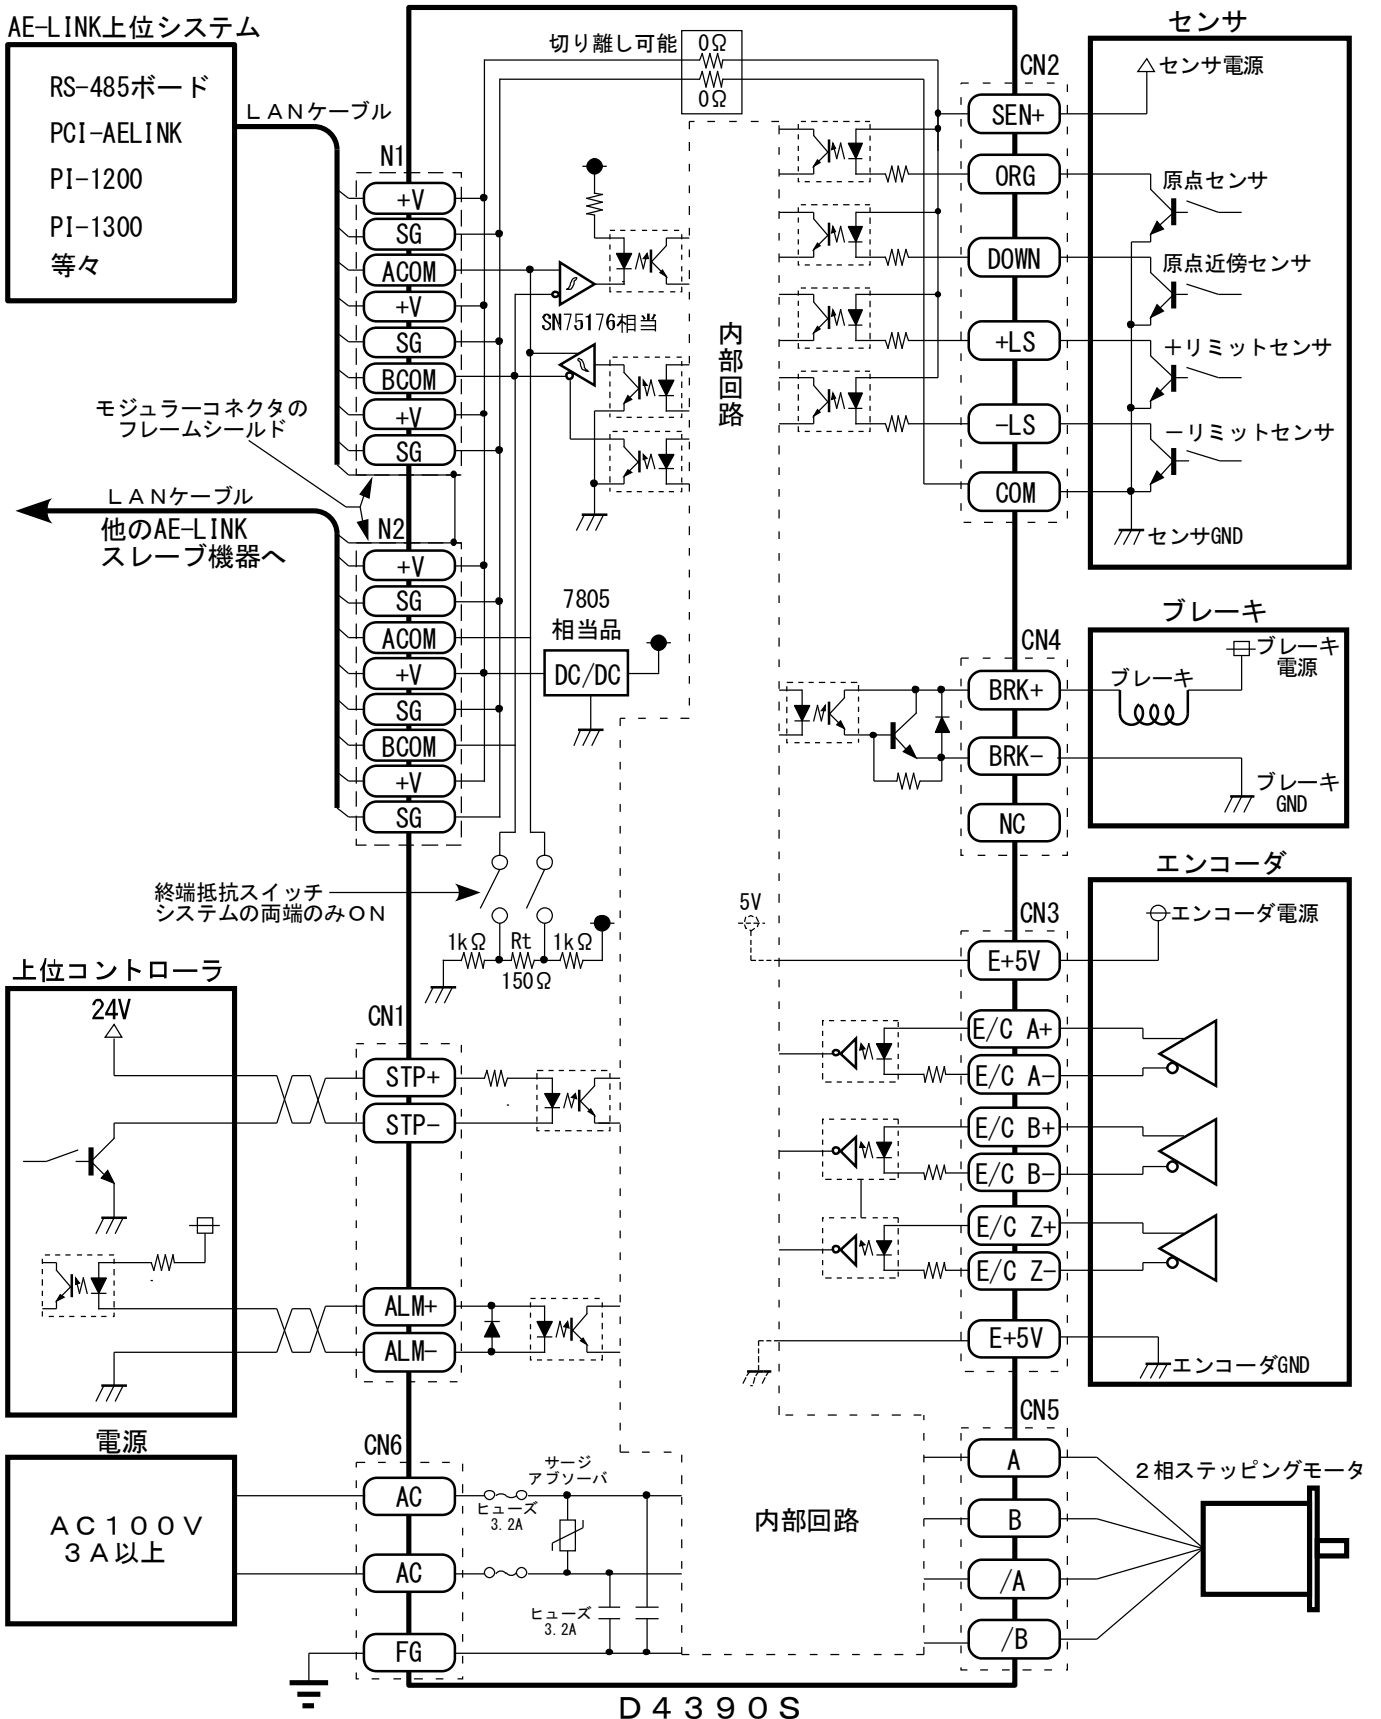 AE-LINK上位システム
RS-485ボード
PCI-AELINK
PI-1200
PI-1300
等々
LANケーブル
N1
+V
SG
ACOM
+V
SG
BCOM
+V
SG
モジュラーコネクタの
フレームシールド
LANケーブル
他のAE-LINK
スレーブ機器へ
N2
+V
SG
ACOM
+V
SG
BCOM
+V
SG
切り離し可能
0Ω
0Ω
SN75176相当
7805
相当品
DC/DC
内部回路
終端抵抗スイッチ
システムの両端のみON
1kΩ
Rt
1kΩ
150Ω
上位コントローラ
24V
CN1
STP+
STP-
ALM+
ALM-
電源
AC100V
3A以上
CN6
AC
AC
FG
サージ
アブソーバ
ヒューズ
3.2A
ヒューズ
3.2A
内部回路
センサ
CN2
SEN+
ORG
DOWN
+LS
-LS
COM
センサ電源
原点センサ
原点近傍センサ
+リミットセンサ
-リミットセンサ
センサGND
ブレーキ
CN4
BRK+
BRK-
NC
ブレーキ
ブレーキ
電源
ブレーキ
GND
エンコーダ
5V
CN3
E+5V
E/C A+
E/C A-
E/C B+
E/C B-
E/C Z+
E/C Z-
E+5V
エンコーダ電源
エンコーダGND
CN5
A
B
/A
/B
2相ステッピングモータ
D4390S